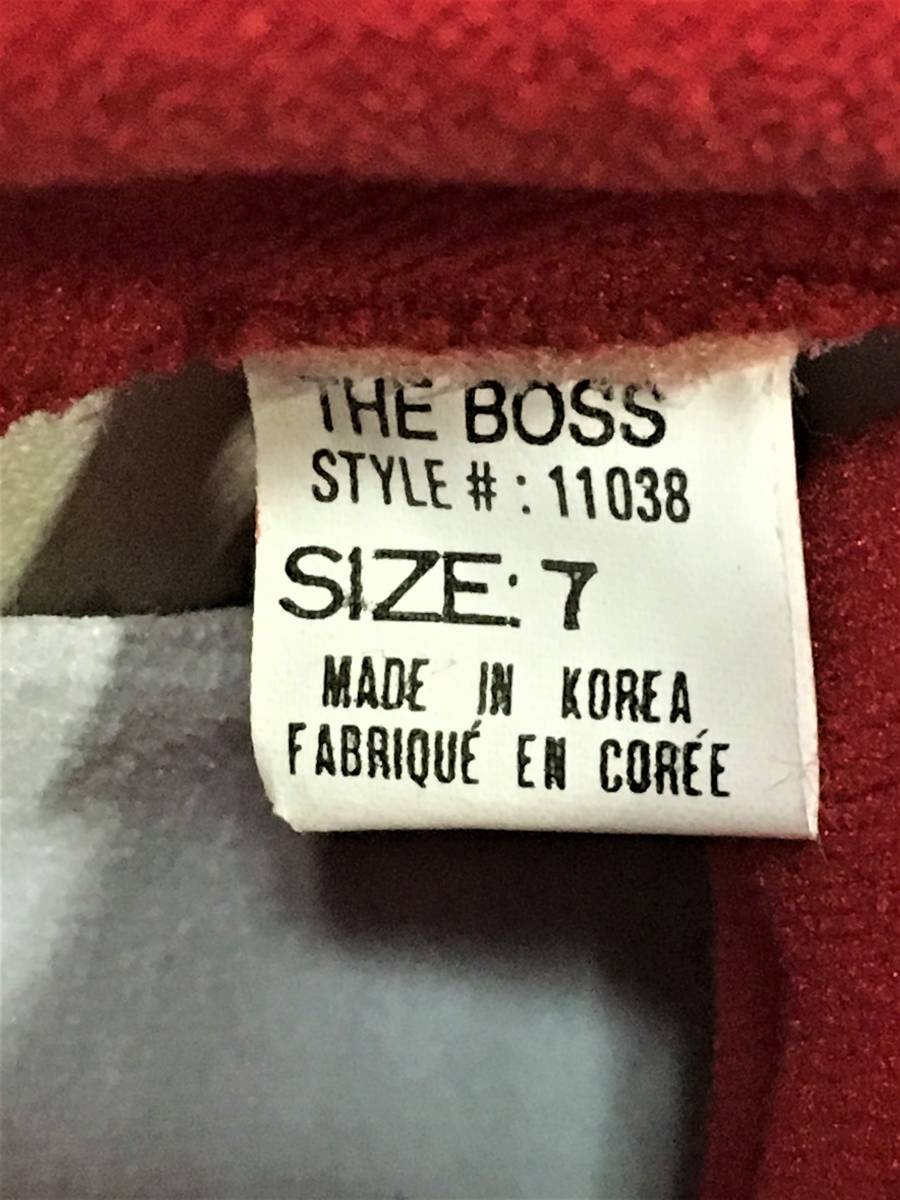 THE BOSS
STYLE # : 11038
SIZE: 7
MADE IN KOREA
FABRIQUÉ EN CORÉE